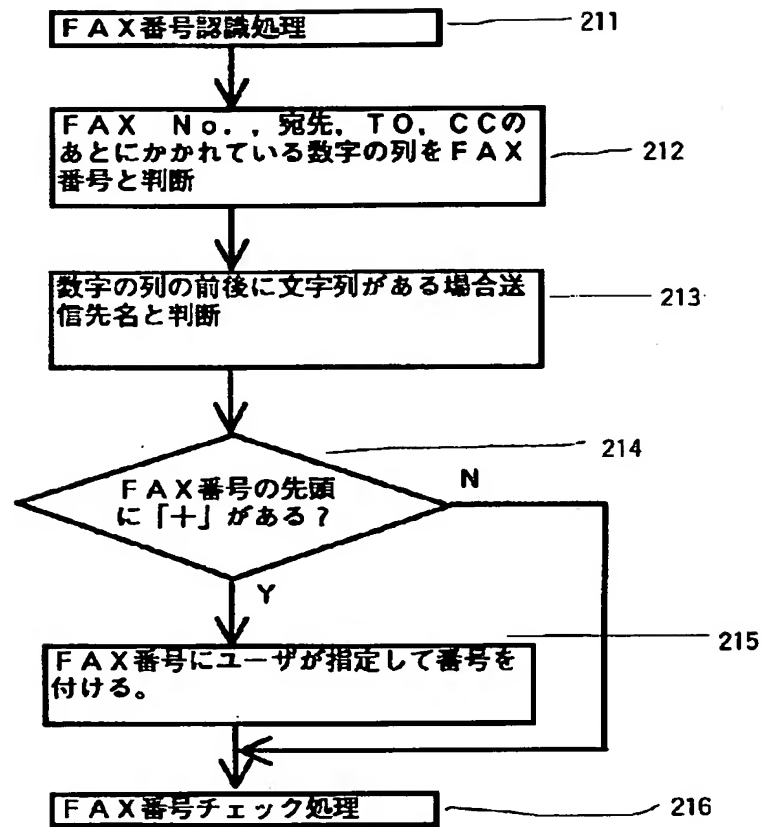 FAX番号認識処理
211
FAX No.,宛先,TO,CCの
あとにかかれている数字の列をFAX
番号と判断
212
数字の列の前後に文字列がある場合送
信先名と判断
213
214
FAX番号の先頭
に「+」がある?
N
Y
215
FAX番号にユーザが指定して番号を
付ける。
FAX番号チェック処理
216